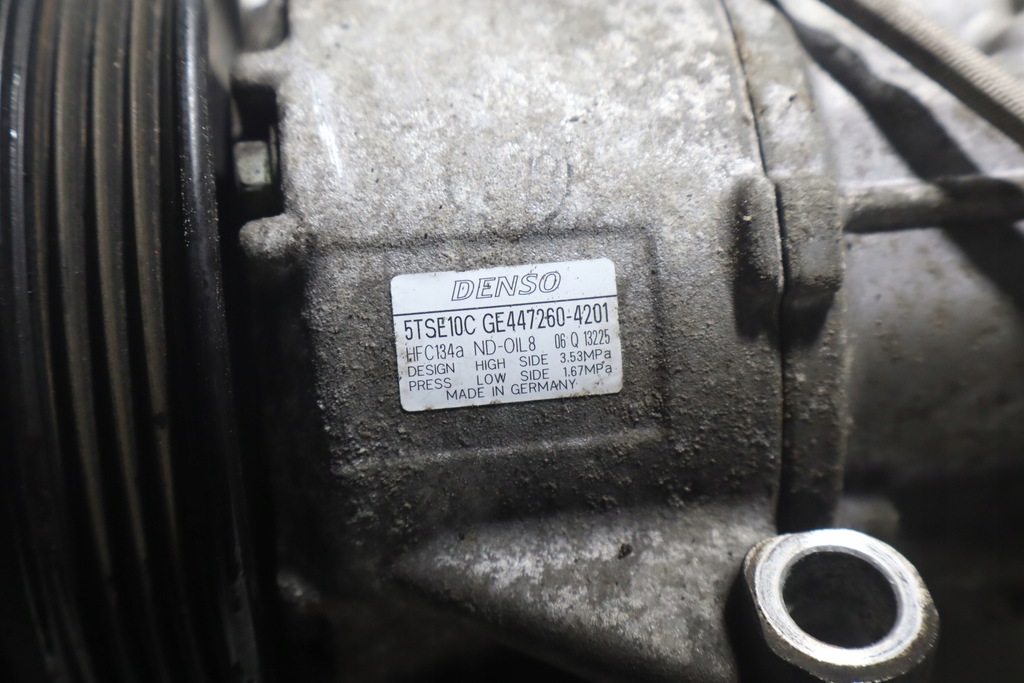 DENSO
5TSE10C GE447260-4201
HFC134a ND-OIL8 06 Q 13225
DESIGN HIGH SIDE 3.53MPa
PRESS LOW SIDE 1.67MPa
MADE IN GERMANY